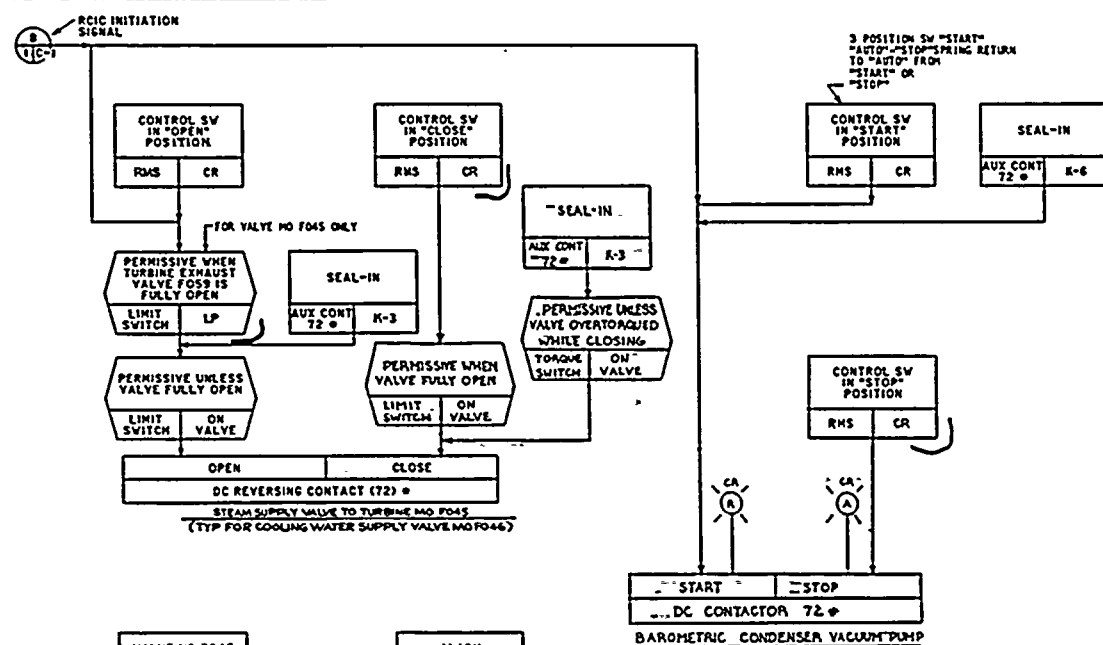 RCIC INITIATION
SIGNAL
B
C-1
3 POSITION SW "START"
"AUTO"-"STOP" SPRING RETURN
TO "AUTO" FROM
"START" OR
"STOP"
CONTROL SW
IN "OPEN"
POSITION
RMS CR
CONTROL SW
IN "CLOSE"
POSITION
RMS CR
CONTROL SW
IN "START"
POSITION
RMS CR
SEAL-IN
AUX CONT
72 * K-6
FOR VALVE MO F045 ONLY
PERMISSIVE WHEN
TURBINE EXHAUST
VALVE F059 IS
FULLY OPEN
LIMIT
SWITCH LP
SEAL-IN
AUX CONT
72 * K-3
SEAL-IN
AUX CONT
72 * K-3
PERMISSIVE UNLESS
VALVE OVERTORQUED
WHILE CLOSING
TORQUE
SWITCH
ON
VALVE
PERMISSIVE UNLESS
VALVE FULLY OPEN
LIMIT
SWITCH
ON
VALVE
PERMISSIVE WHEN
VALVE FULLY OPEN
LIMIT
SWITCH
ON
VALVE
CONTROL SW
IN "STOP"
POSITION
RMS CR
OPEN CLOSE
DC REVERSING CONTACT (72) *
STEAM SUPPLY VALVE TO TURBINE MO F045
(TYP FOR COOLING WATER SUPPLY VALVE MO F046)
CR
R
CR
A
START STOP
DC CONTACTOR 72 *
BAROMETRIC CONDENSER VACUUM PUMP